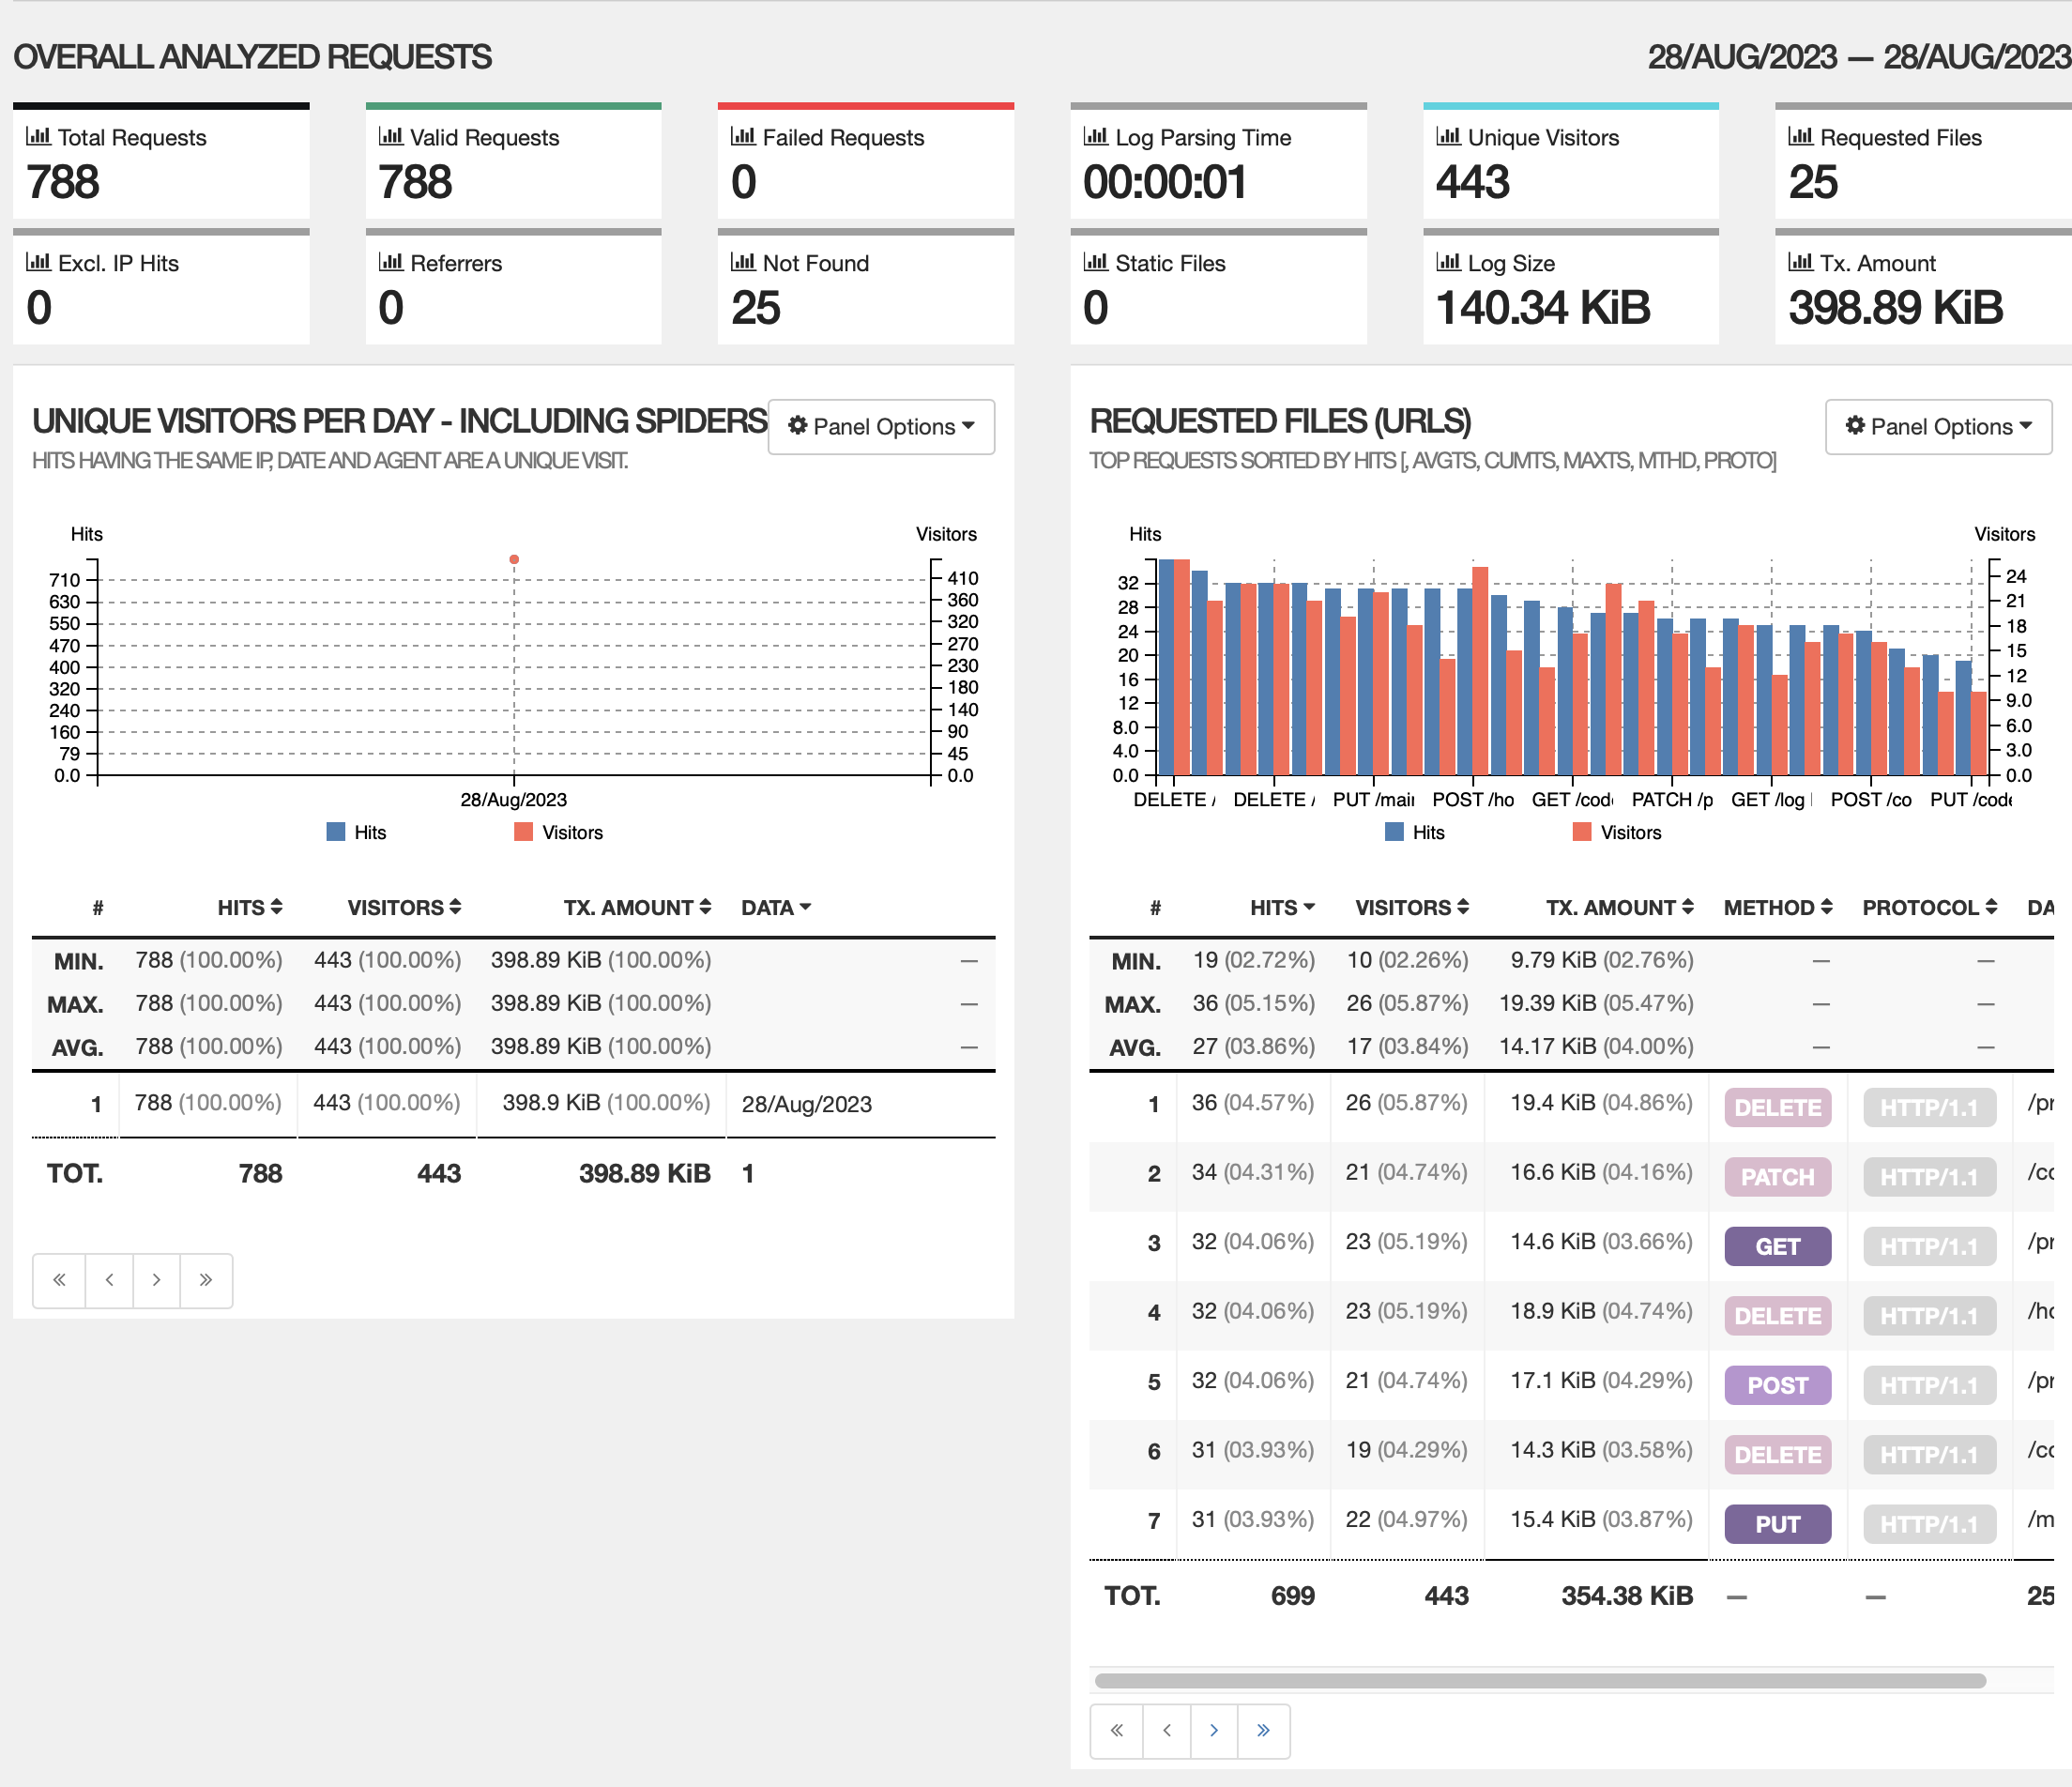 OVERALL ANALYZED REQUESTS
28/AUG/2023 — 28/AUG/2023
Total Requests
788
Valid Requests
788
Failed Requests
0
Log Parsing Time
00:00:01
Unique Visitors
443
Requested Files
25
Excl. IP Hits
0
Referrers
0
Not Found
25
Static Files
0
Log Size
140.34 KiB
Tx. Amount
398.89 KiB
UNIQUE VISITORS PER DAY - INCLUDING SPIDERS
Panel Options
HITS HAVING THE SAME IP, DATE AND AGENT ARE A UNIQUE VISIT.
Hits
Visitors
710
630
550
470
400
320
240
160
79
0.0
410
360
320
270
230
180
140
90
45
0.0
28/Aug/2023
Hits
Visitors
# HITS VISITORS TX. AMOUNT DATA
MIN. 788 (100.00%) 443 (100.00%) 398.89 KiB (100.00%) —
MAX. 788 (100.00%) 443 (100.00%) 398.89 KiB (100.00%) —
AVG. 788 (100.00%) 443 (100.00%) 398.89 KiB (100.00%) —
1 788 (100.00%) 443 (100.00%) 398.9 KiB (100.00%) 28/Aug/2023
TOT. 788 443 398.89 KiB 1
« ‹ › »
REQUESTED FILES (URLS)
Panel Options
TOP REQUESTS SORTED BY HITS [, AVGTS, CUMTS, MAXTS, MTHD, PROTO]
Hits
Visitors
32
28
24
20
16
12
8.0
4.0
0.0
24
21
18
15
12
9.0
6.0
3.0
0.0
DELETE / DELETE / PUT /mai POST /ho GET /cod PATCH /p GET /log POST /co PUT /code
Hits
Visitors
# HITS VISITORS TX. AMOUNT METHOD PROTOCOL DA
MIN. 19 (02.72%) 10 (02.26%) 9.79 KiB (02.76%) — —
MAX. 36 (05.15%) 26 (05.87%) 19.39 KiB (05.47%) — —
AVG. 27 (03.86%) 17 (03.84%) 14.17 KiB (04.00%) — —
1 36 (04.57%) 26 (05.87%) 19.4 KiB (04.86%) DELETE HTTP/1.1 /pr
2 34 (04.31%) 21 (04.74%) 16.6 KiB (04.16%) PATCH HTTP/1.1 /co
3 32 (04.06%) 23 (05.19%) 14.6 KiB (03.66%) GET HTTP/1.1 /pr
4 32 (04.06%) 23 (05.19%) 18.9 KiB (04.74%) DELETE HTTP/1.1 /ho
5 32 (04.06%) 21 (04.74%) 17.1 KiB (04.29%) POST HTTP/1.1 /pr
6 31 (03.93%) 19 (04.29%) 14.3 KiB (03.58%) DELETE HTTP/1.1 /co
7 31 (03.93%) 22 (04.97%) 15.4 KiB (03.87%) PUT HTTP/1.1 /m
TOT. 699 443 354.38 KiB — — 25
« ‹ › »